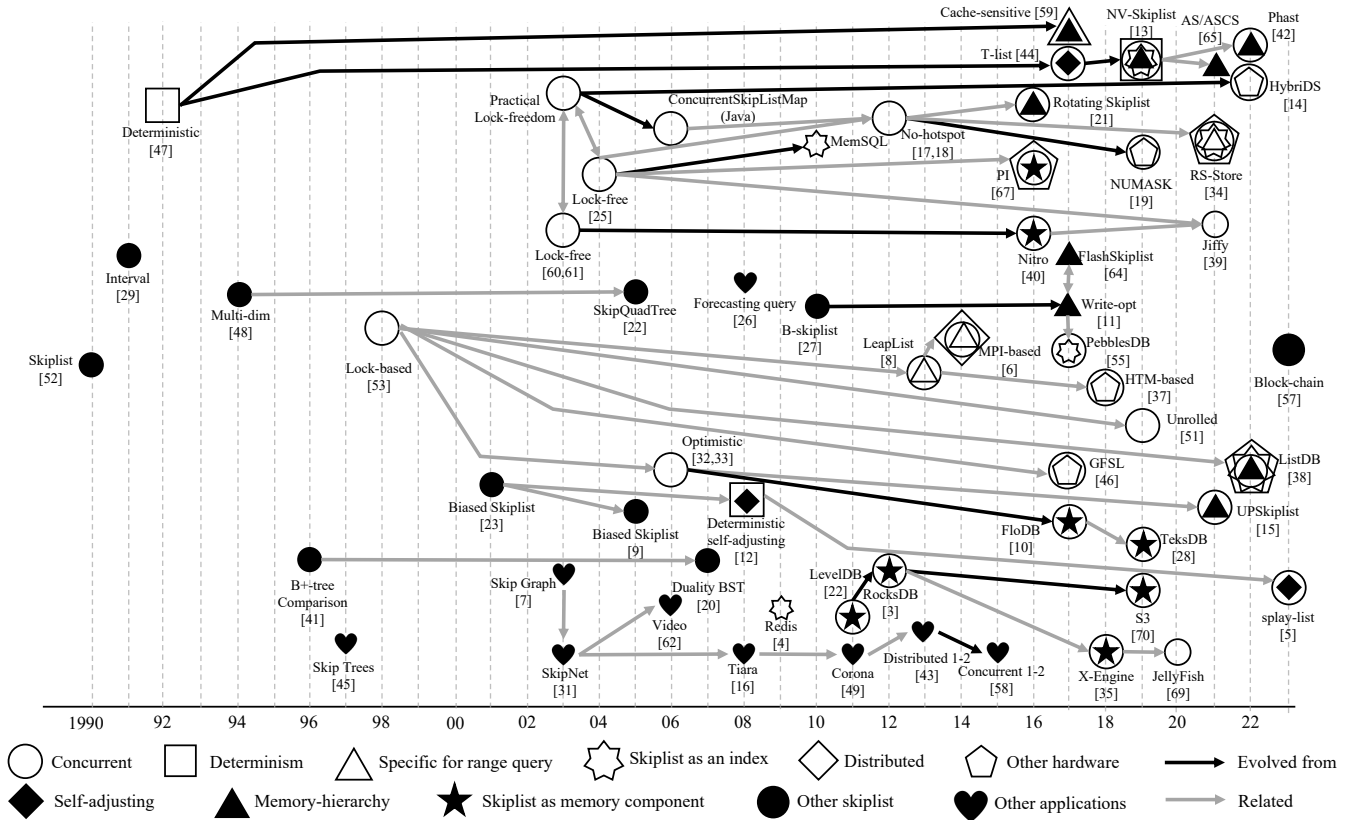 Cache-sensitive [59]
NV-Skiplist
[13]
AS/ASCS
[65]
Phast
[42]
T-list [44]
HybriDS
[14]
Deterministic
[47]
Practical
Lock-freedom
ConcurrentSkipListMap
(Java)
Rotating Skiplist
[21]
No-hotspot
[17,18]
MemSQL
PI
[67]
NUMASK
[19]
RS-Store
[34]
Lock-free
[25]
Lock-free
[60,61]
Nitro
[40]
Jiffy
[39]
Interval
[29]
FlashSkiplist
[64]
Multi-dim
[48]
SkipQuadTree
[22]
Forecasting query
[26]
B-skiplist
[27]
Write-opt
[11]
Skiplist
[52]
Lock-based
[53]
LeapList
[8]
MPI-based
[6]
PebblesDB
[55]
HTM-based
[37]
Block-chain
[57]
Unrolled
[51]
Optimistic
[32,33]
GFSL
[46]
ListDB
[38]
Biased Skiplist
[23]
Biased Skiplist
[9]
Deterministic
self-adjusting
[12]
FloDB
[10]
UPSkiplist
[15]
TeksDB
[28]
B+-tree
Comparison
[41]
Skip Graph
[7]
Duality BST
[20]
LevelDB
[22]
RocksDB
[3]
S3
[70]
splay-list
[5]
Skip Trees
[45]
Video
[62]
Redis
[4]
SkipNet
[31]
Tiara
[16]
Corona
[49]
Distributed 1-2
[43]
Concurrent 1-2
[58]
X-Engine
[35]
JellyFish
[69]
1990 92 94 96 98 00 02 04 06 08 10 12 14 16 18 20 22
Concurrent Determinism Specific for range query Skiplist as an index Distributed Other hardware Evolved from
Self-adjusting Memory-hierarchy Skiplist as memory component Other skiplist Other applications Related